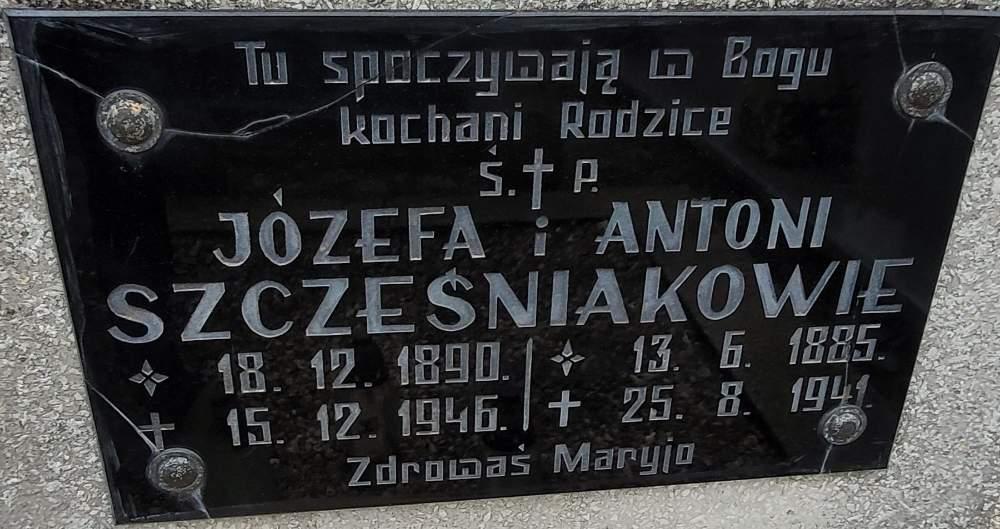 Tu spoczywają w Bogu
kochani Rodzice
Ś. † P.
JÓZEFA i ANTONI
SZCZEŚNIAKOWIE
✧ 18. 12. 1890. ✧ 13. 6. 1885.
† 15. 12. 1946. † 25. 8. 1941.
Zdrowaś Maryjo